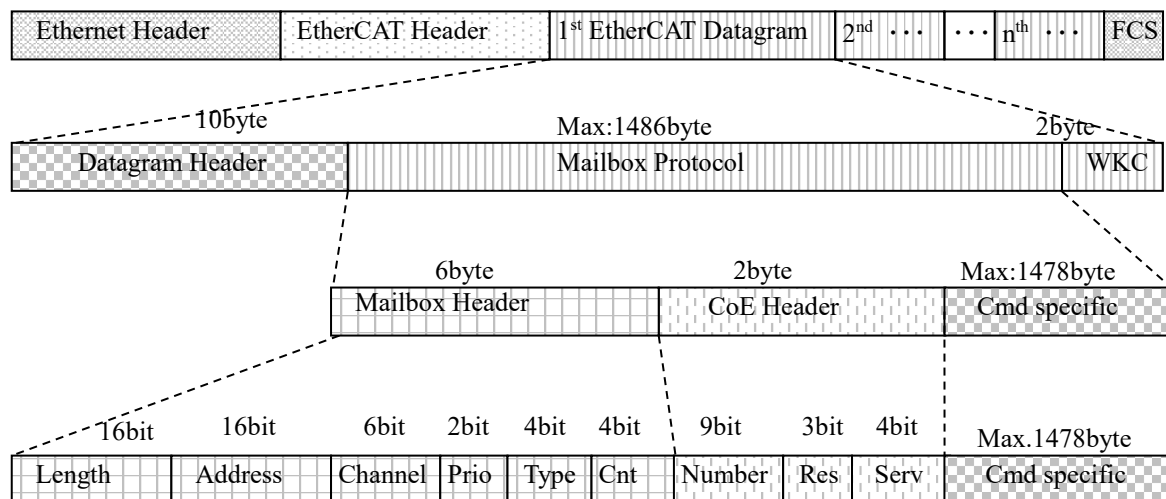 Ethernet Header EtherCAT Header 1st EtherCAT Datagram 2nd ··· ··· nth ··· FCS
10byte Max:1486byte 2byte
Datagram Header Mailbox Protocol WKC
6byte 2byte Max:1478byte
Mailbox Header CoE Header Cmd specific
16bit 16bit 6bit 2bit 4bit 4bit 9bit 3bit 4bit Max.1478byte
Length Address Channel Prio Type Cnt Number Res Serv Cmd specific